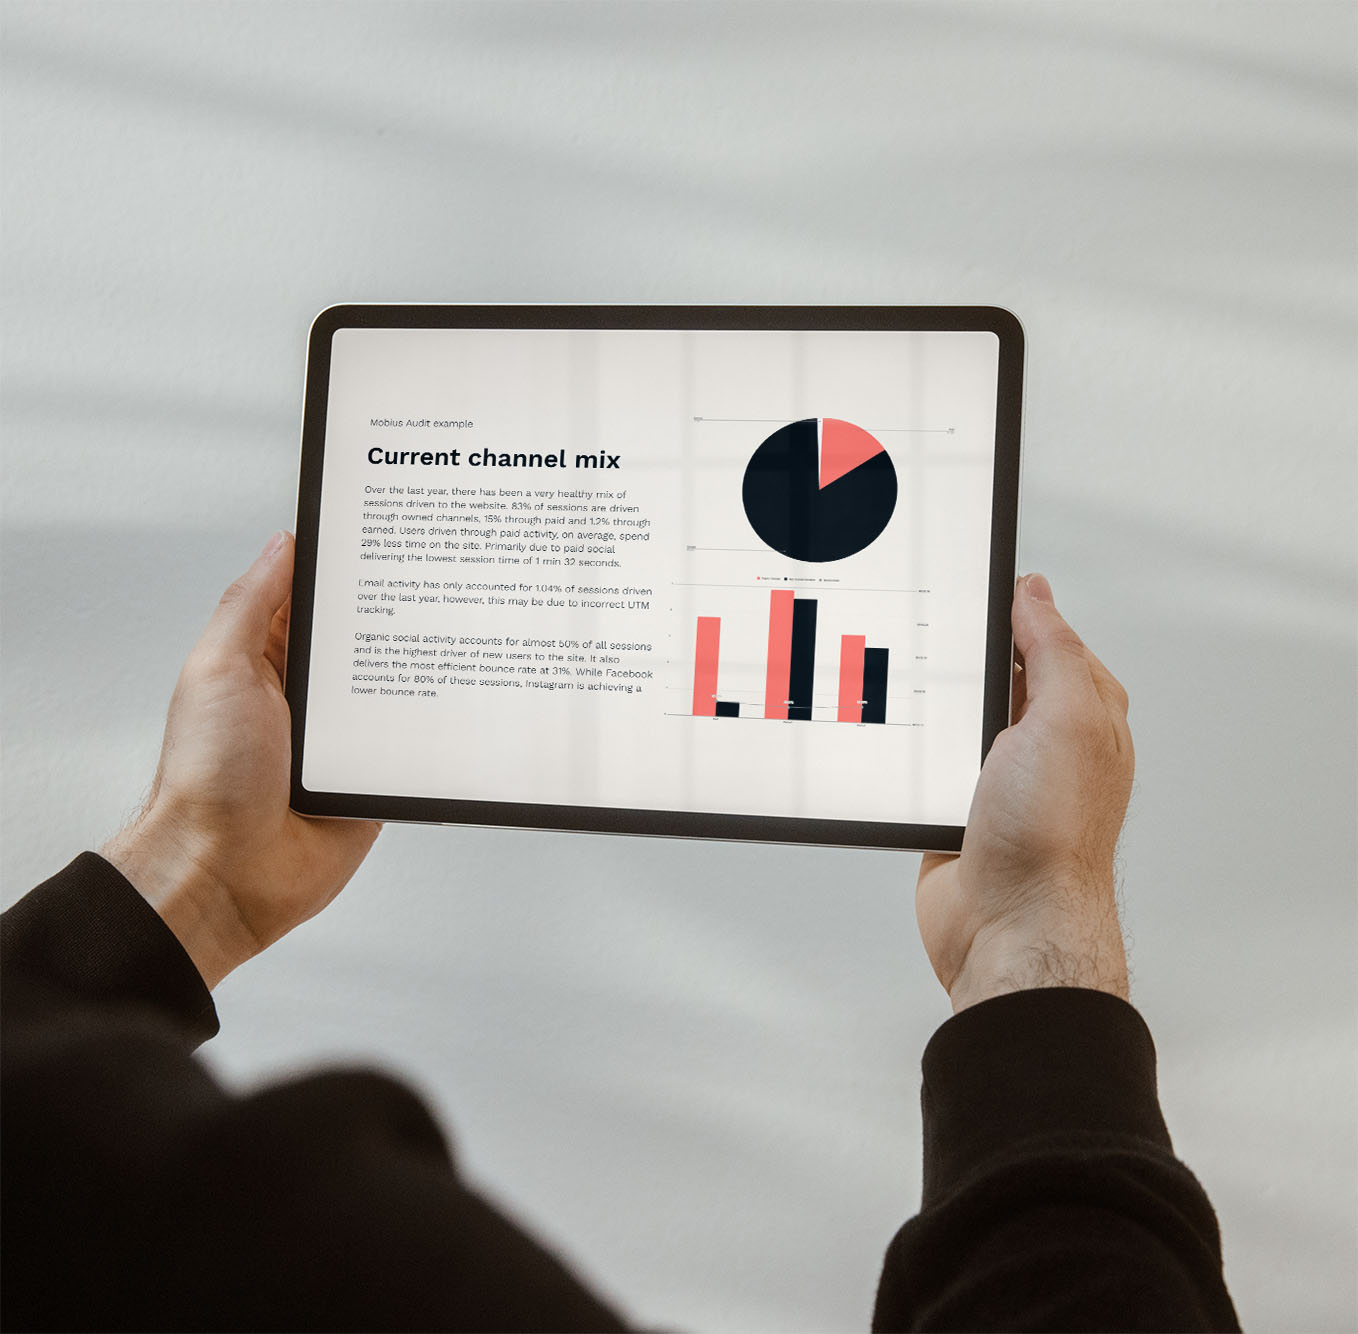 Mobius Audit example
Current channel mix
Over the last year, there has been a very healthy mix of
sessions driven to the website. 83% of sessions are driven
through owned channels, 15% through paid and 1.2% through
earned. Users driven through paid activity, on average, spend
29% less time on the site. Primarily due to paid social
delivering the lowest session time of 1 min 32 seconds.
Email activity has only accounted for 1.04% of sessions driven
over the last year, however, this may be due to incorrect UTM
tracking.
Organic social activity accounts for almost 50% of all sessions
and is the highest driver of new users to the site. It also
delivers the most efficient bounce rate at 31%. While Facebook
accounts for 80% of these sessions, Instagram is achieving a
lower bounce rate.